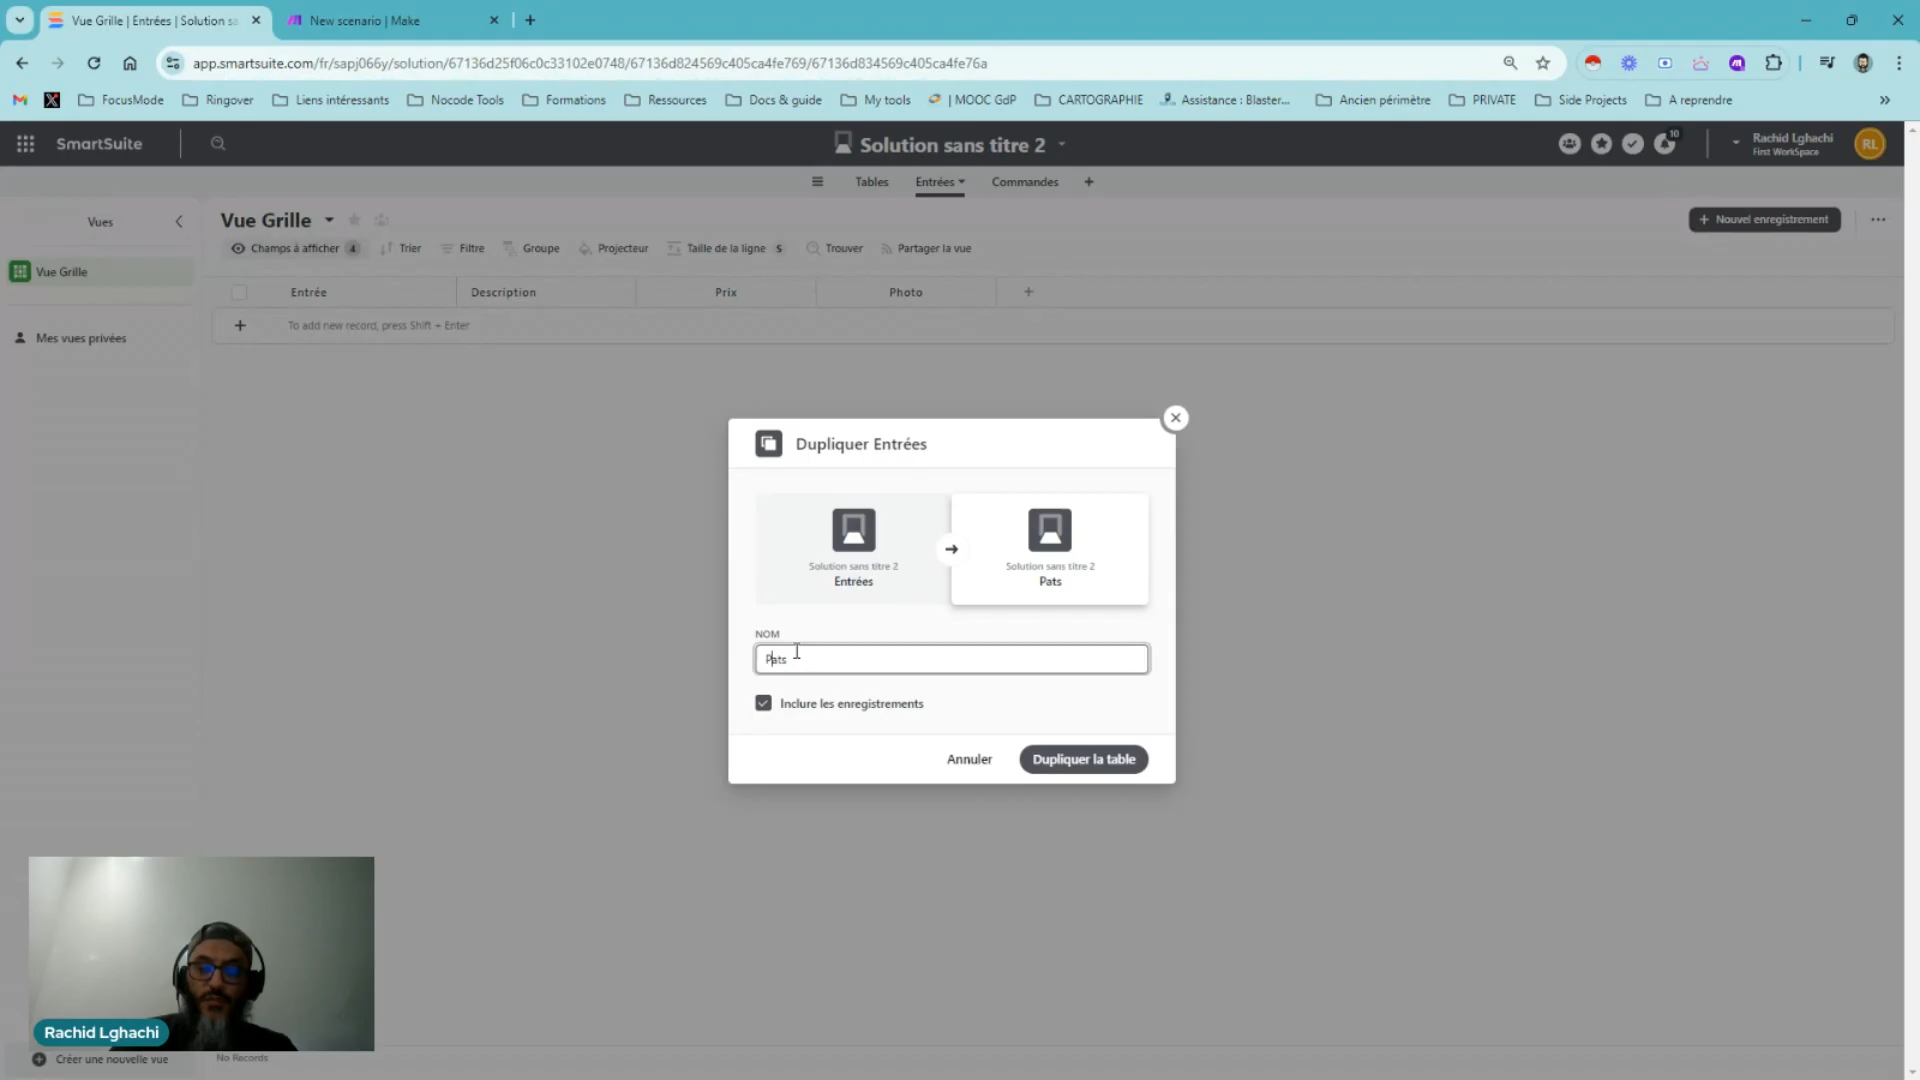 Vue Grille | Entrées | Solution sa
New scenario | Make
app.smartsuite.com/fr/sapj066y/solution/67136d25f06c0c33102e0748/67136d824569c405ca4fe769/67136d834569c405ca4fe76a
FocusMode
Ringover
Liens intéressants
Nocode Tools
Formations
Ressources
Docs & guide
My tools
| MOOC GdP
CARTOGRAPHIE
Assistance : Blaster...
Ancien périmètre
PRIVATE
Side Projects
A reprendre
SmartSuite
Solution sans titre 2
10
Rachid Lghachi
First WorkSpace
RL
Tables
Entrées
Commandes
Vues
Vue Grille
Nouvel enregistrement
Champs à afficher 4
Trier
Filtre
Groupe
Projecteur
Taille de la ligne S
Trouver
Partager la vue
Vue Grille
Entrée
Description
Prix
Photo
To add new record, press Shift + Enter
Mes vues privées
Dupliquer Entrées
Solution sans titre 2
Entrées
Solution sans titre 2
Pats
NOM
Pats
Inclure les enregistrements
Annuler
Dupliquer la table
Rachid Lghachi
Créer une nouvelle vue
No Records